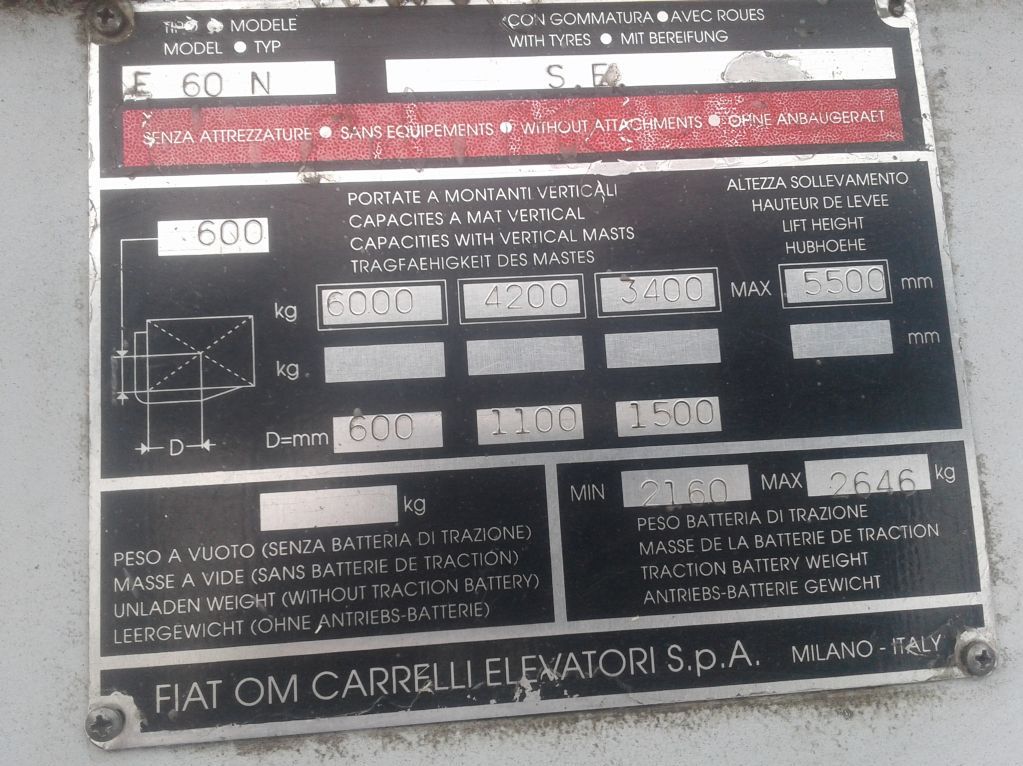 TIPO ● MODELE
MODEL ● TYP
E 60 N
CON GOMMATURA ● AVEC ROUES
WITH TYRES ● MIT BEREIFUNG
S.E.
SENZA ATTREZZATURE ● SANS EQUIPEMENTS ● WITHOUT ATTACHMENTS ● OHNE ANBAUGERAET
600
D
PORTATE A MONTANTI VERTICALI
CAPACITES A MAT VERTICAL
CAPACITIES WITH VERTICAL MASTS
TRAGFAEHIGKEIT DES MASTES
ALTEZZA SOLLEVAMENTO
HAUTEUR DE LEVEE
LIFT HEIGHT
HUBHOEHE
kg 6000 4200 3400 MAX 5500 mm
kg mm
D=mm 600 1100 1500
kg
PESO A VUOTO (SENZA BATTERIA DI TRAZIONE)
MASSE A VIDE (SANS BATTERIE DE TRACTION)
UNLADEN WEIGHT (WITHOUT TRACTION BATTERY)
LEERGEWICHT (OHNE ANTRIEBS-BATTERIE)
MIN 2160 MAX 2646 kg
PESO BATTERIA DI TRAZIONE
MASSE DE LA BATTERIE DE TRACTION
TRACTION BATTERY WEIGHT
ANTRIEBS-BATTERIE GEWICHT
FIAT OM CARRELLI ELEVATORI S.p.A. MILANO - ITALY